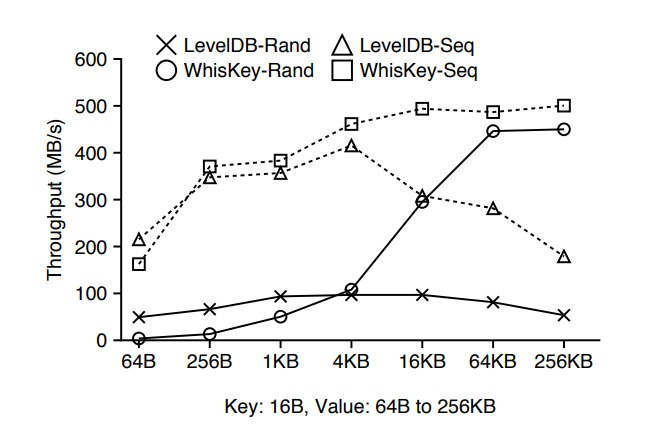 LevelDB-Rand LevelDB-Seq
WhisKey-Rand WhisKey-Seq
Throughput (MB/s)
600
500
400
300
200
100
0
64B 256B 1KB 4KB 16KB 64KB 256KB
Key: 16B, Value: 64B to 256KB